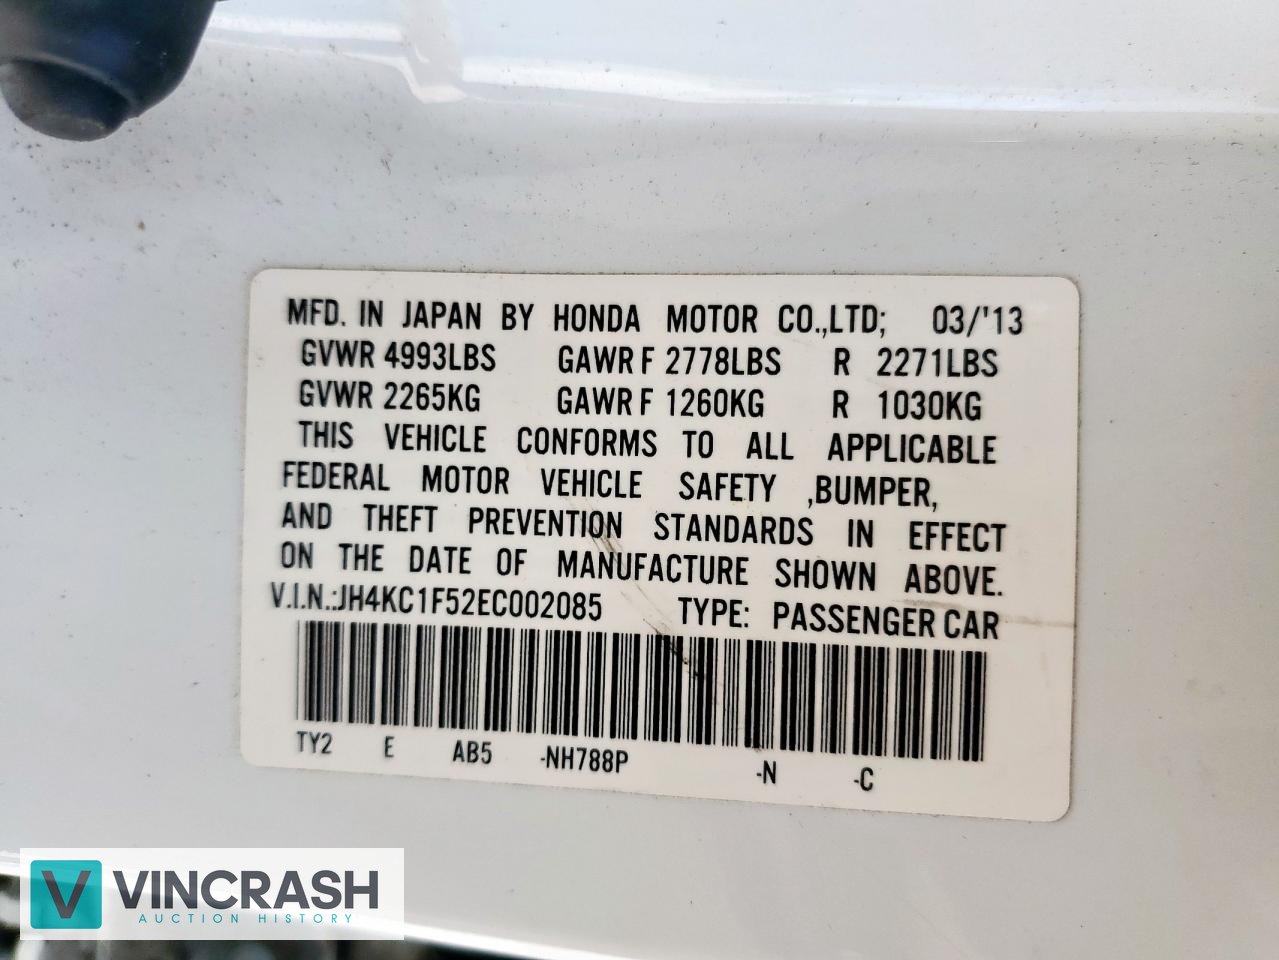 MFD. IN JAPAN BY HONDA MOTOR CO.,LTD; 03/'13
GVWR 4993LBS GAWR F 2778LBS R 2271LBS
GVWR 2265KG GAWR F 1260KG R 1030KG
THIS VEHICLE CONFORMS TO ALL APPLICABLE
FEDERAL MOTOR VEHICLE SAFETY ,BUMPER,
AND THEFT PREVENTION STANDARDS IN EFFECT
ON THE DATE OF MANUFACTURE SHOWN ABOVE.
V.I.N.:JH4KC1F52EC002085 TYPE: PASSENGER CAR
TY2 E AB5 -NH788P -N -C
V VINCRASH
AUCTION HISTORY